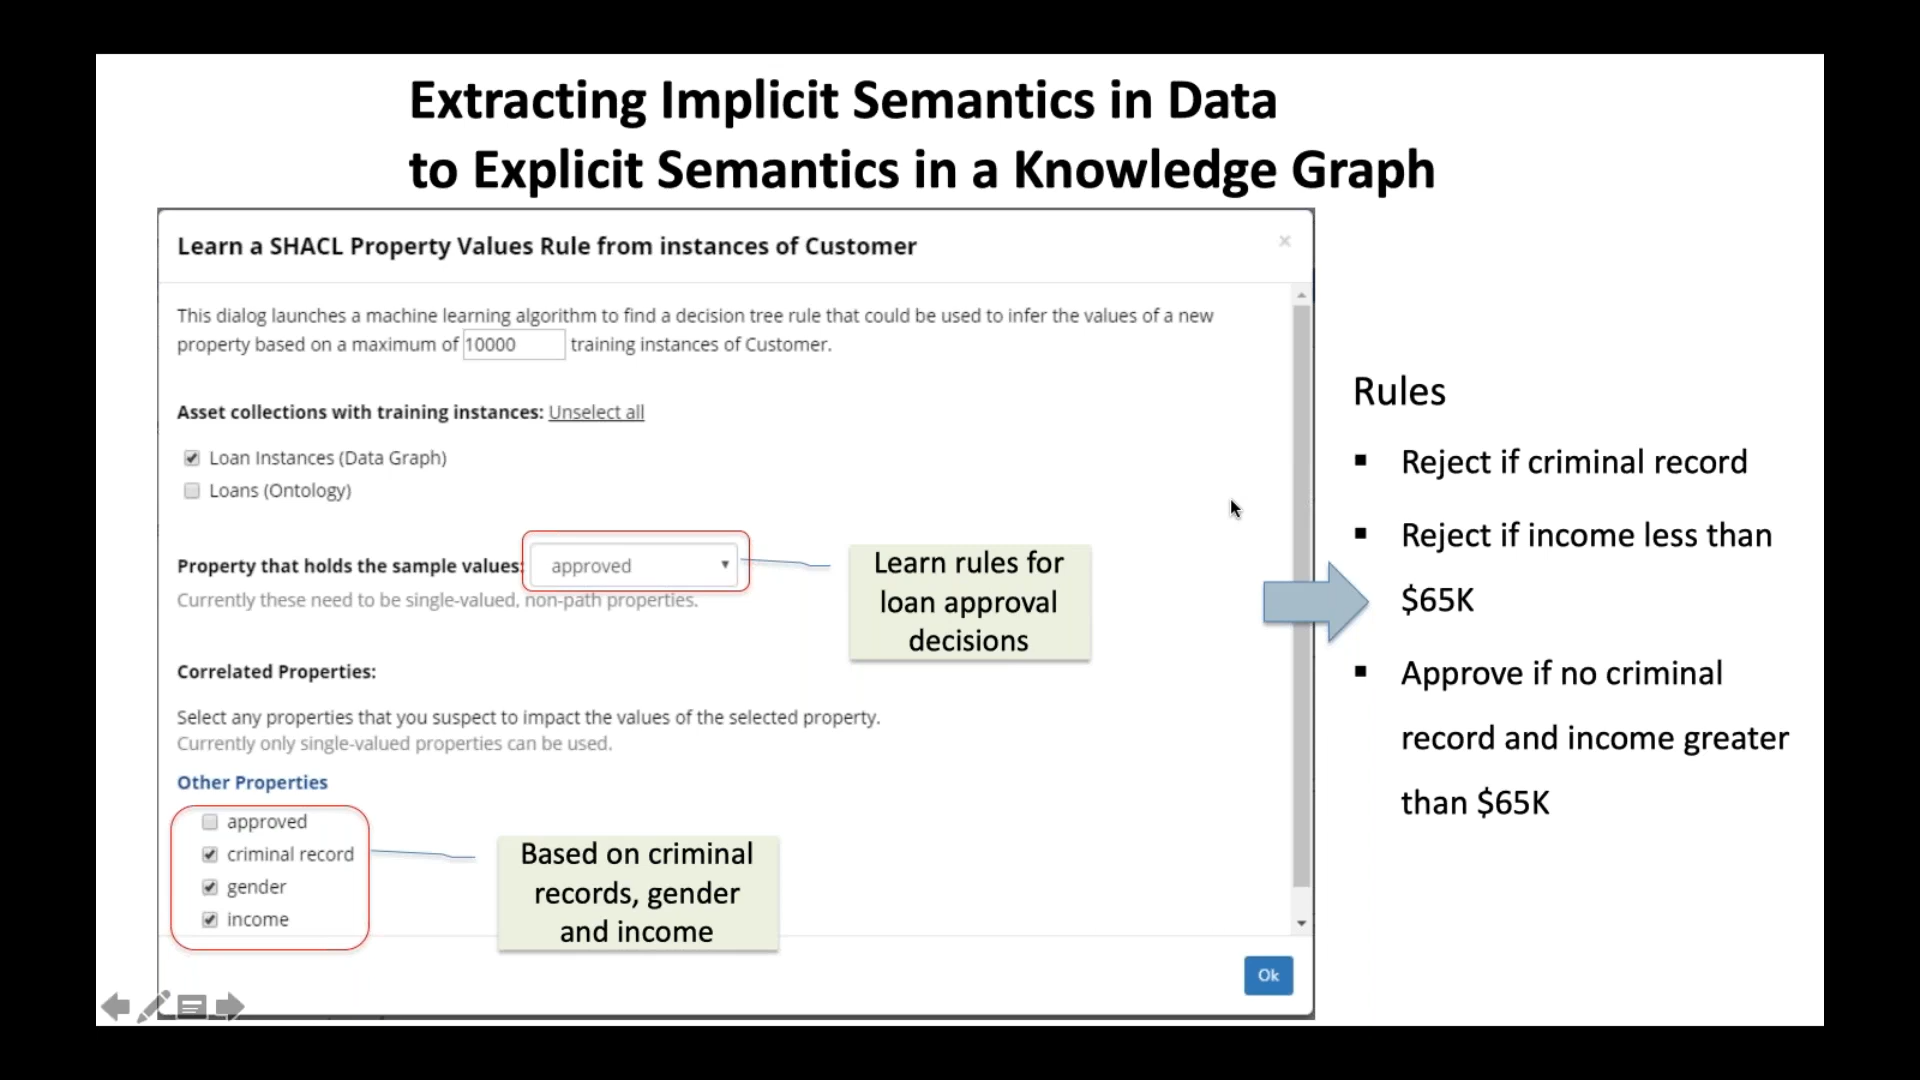 Extracting Implicit Semantics in Data
to Explicit Semantics in a Knowledge Graph
Learn a SHACL Property Values Rule from instances of Customer
×
This dialog launches a machine learning algorithm to find a decision tree rule that could be used to infer the values of a new
property based on a maximum of 10000 training instances of Customer.
Asset collections with training instances: Unselect all
Loan Instances (Data Graph)
Loans (Ontology)
Property that holds the sample values: approved
Currently these need to be single-valued, non-path properties.
Learn rules for
loan approval
decisions
Correlated Properties:
Select any properties that you suspect to impact the values of the selected property.
Currently only single-valued properties can be used.
Other Properties
approved
criminal record
gender
income
Based on criminal
records, gender
and income
Ok
Rules
▪ Reject if criminal record
▪ Reject if income less than
$65K
▪ Approve if no criminal
record and income greater
than $65K